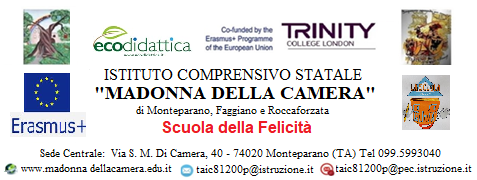 ecodidattica
Co-funded by the
Erasmus+ Programme
of the European Union
TRINITY
COLLEGE LONDON
ISTITUTO COMPRENSIVO STATALE
"MADONNA DELLA CAMERA"
di Monteparano, Faggiano e Roccaforzata
Scuola della Felicità
Erasmus+
Sede Centrale: Via S. M. Di Camera, 40 - 74020 Monteparano (TA) Tel 099.5993040
www.madonna dellacamera.edu.it taic81200p@istruzione.it taic81200p@pec.istruzione.it